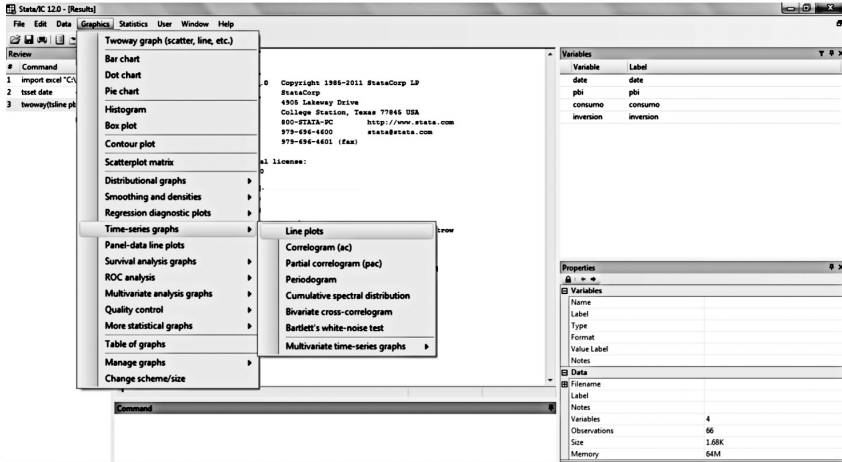 Stata/IC 12.0 - [Results]
File Edit Data Graphics Statistics User Window Help
Review
# Command
1 import excel "C:\
2 tsset date
3 twoway(tsline pb
Twoway graph (scatter, line, etc.)
Bar chart
Dot chart
Pie chart
Histogram
Box plot
Contour plot
Scatterplot matrix
Distributional graphs
Smoothing and densities
Regression diagnostic plots
Time-series graphs
Panel-data line plots
Survival analysis graphs
ROC analysis
Multivariate analysis graphs
Quality control
More statistical graphs
Table of graphs
Manage graphs
Change scheme/size
Line plots
Correlogram (ac)
Partial correlogram (pac)
Periodogram
Cumulative spectral distribution
Bivariate cross-correlogram
Bartlett's white-noise test
Multivariate time-series graphs
.0 Copyright 1985-2011 StataCorp LP
StataCorp
4905 Lakeway Drive
College Station, Texas 77845 USA
800-STATA-PC http://www.stata.com
979-696-4600 stata@stata.com
979-696-4601 (fax)
al license:
0
trow
Command
Variables
Variable Label
date date
pbi pbi
consumo consumo
inversion inversion
Properties
Variables
Name
Label
Type
Format
Value Label
Notes
Data
Filename
Label
Notes
Variables 4
Observations 66
Size 1.68K
Memory 64M